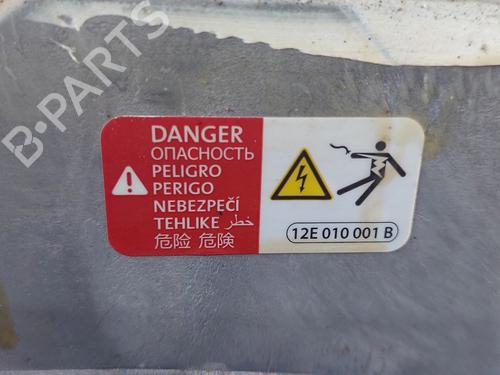 B-PARTS
DANGER
ОПАСНОСТЬ
PELIGRO
PERIGO
NEBEZPEČÍ
TEHLIKE خطر
危险 危険
12E 010 001 B